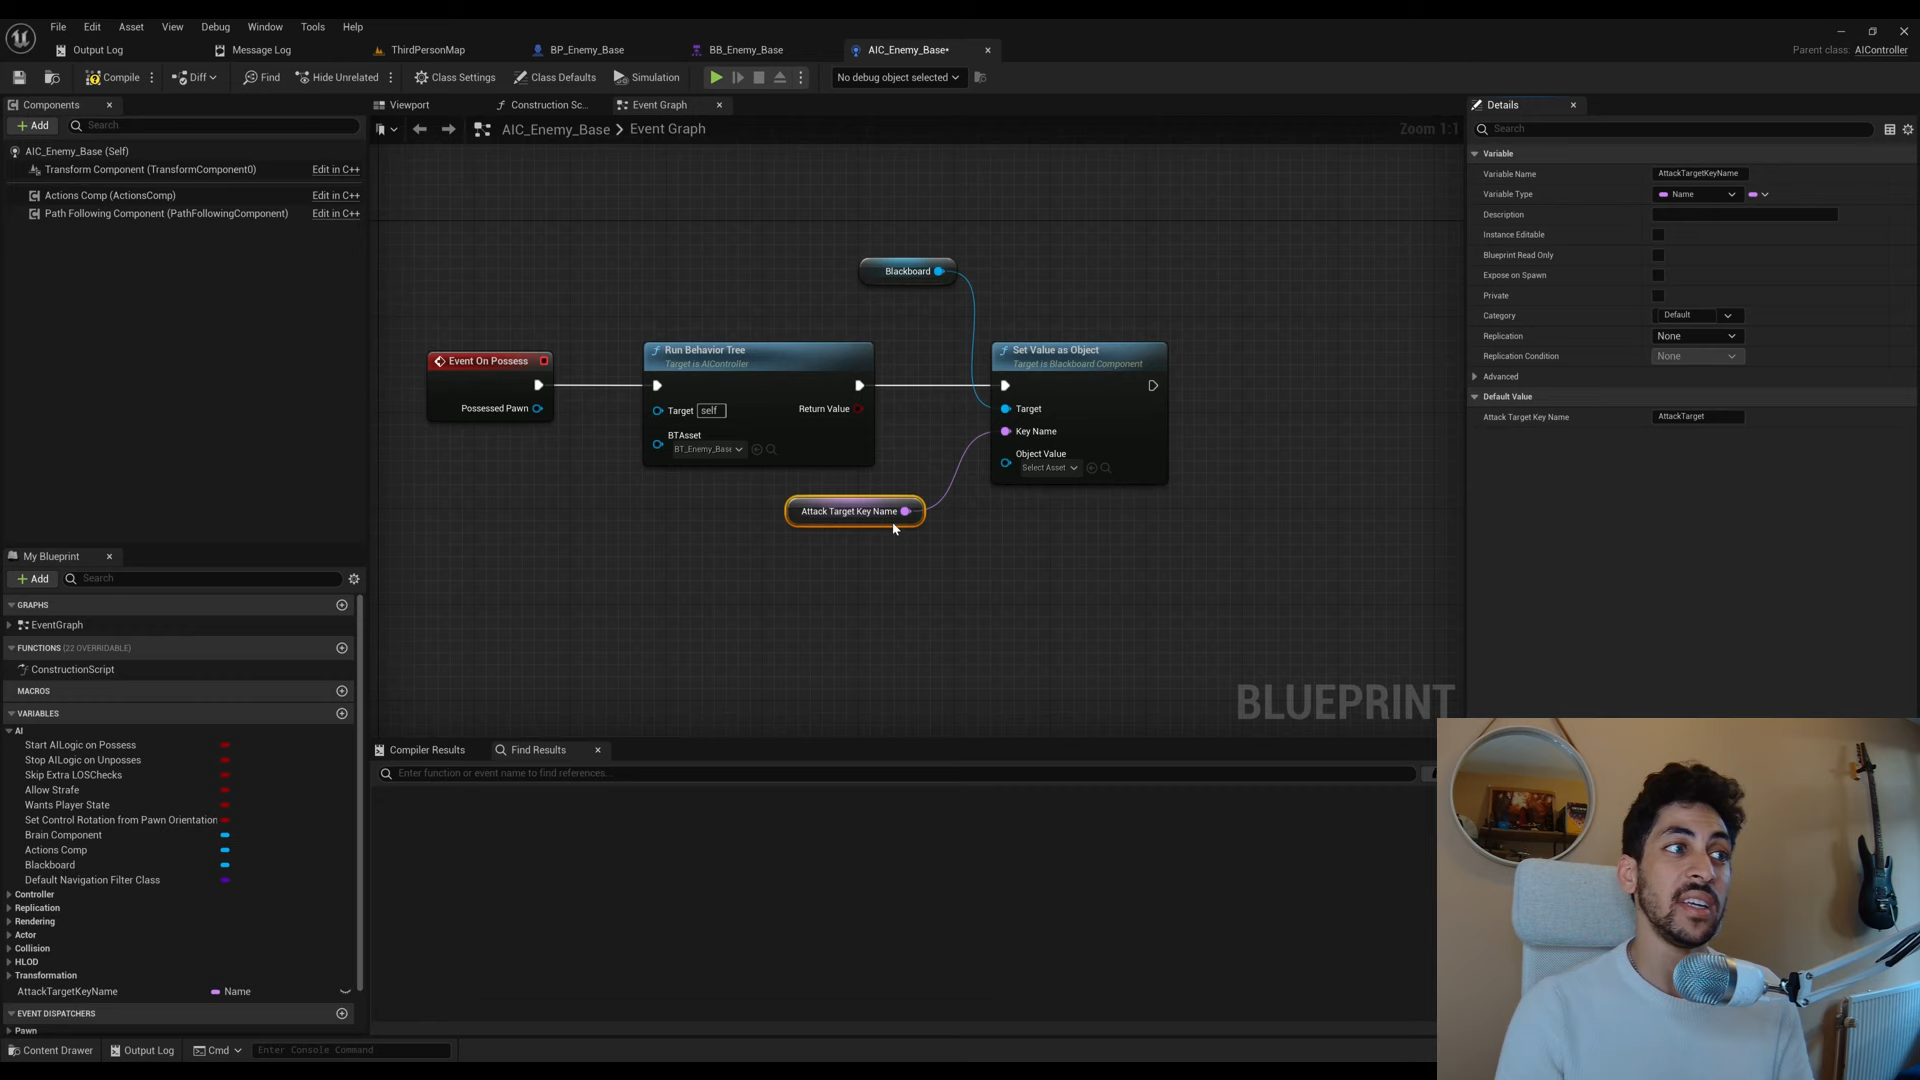 File Edit Asset View Debug Window Tools Help
Output Log Message Log ThirdPersonMap BP_Enemy_Base BB_Enemy_Base AIC_Enemy_Base•
Parent class: AIController
Compile Diff Find Hide Unrelated Class Settings Class Defaults Simulation No debug object selected
Components
Add Search
AIC_Enemy_Base (Self)
Transform Component (TransformComponent0) Edit in C++
Actions Comp (ActionsComp) Edit in C++
Path Following Component (PathFollowingComponent) Edit in C++
My Blueprint
Add Search
GRAPHS
EventGraph
FUNCTIONS (22 OVERRIDABLE)
ConstructionScript
MACROS
VARIABLES
AI
Start AILogic on Possess
Stop AILogic on Unposses
Skip Extra LOSChecks
Allow Strafe
Wants Player State
Set Control Rotation from Pawn Orientation
Brain Component
Actions Comp
Blackboard
Default Navigation Filter Class
Controller
Replication
Rendering
Actor
Collision
HLOD
Transformation
AttackTargetKeyName Name
EVENT DISPATCHERS
Pawn
Viewport Construction Sc... Event Graph
AIC_Enemy_Base > Event Graph Zoom 1:1
Blackboard
Event On Possess
Possessed Pawn
Run Behavior Tree
Target is AIController
Target self Return Value
BTAsset
BT_Enemy_Base
Set Value as Object
Target is Blackboard Component
Target
Key Name
Object Value
Select Asset
Attack Target Key Name
BLUEPRINT
Compiler Results Find Results
Enter function or event name to find references...
Details
Search
Variable
Variable Name AttackTargetKeyName
Variable Type Name
Description
Instance Editable
Blueprint Read Only
Expose on Spawn
Private
Category Default
Replication None
Replication Condition None
Advanced
Default Value
Attack Target Key Name AttackTarget
Content Drawer Output Log Cmd Enter Console Command